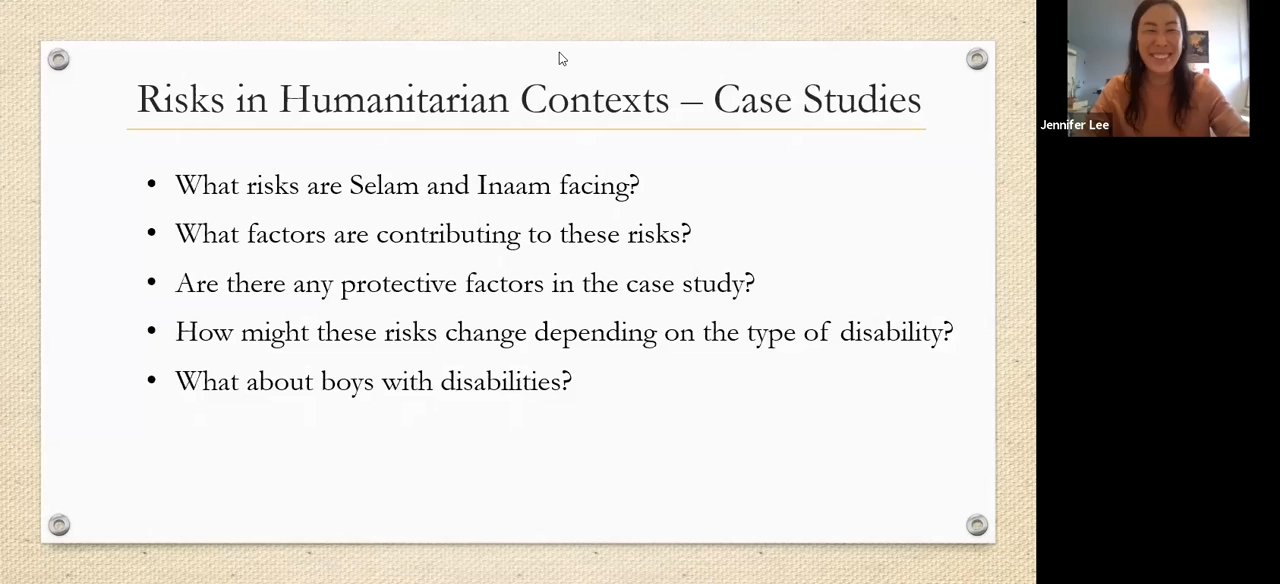 Risks in Humanitarian Contexts – Case Studies
• What risks are Selam and Inaam facing?
• What factors are contributing to these risks?
• Are there any protective factors in the case study?
• How might these risks change depending on the type of disability?
• What about boys with disabilities?
Jennifer Lee